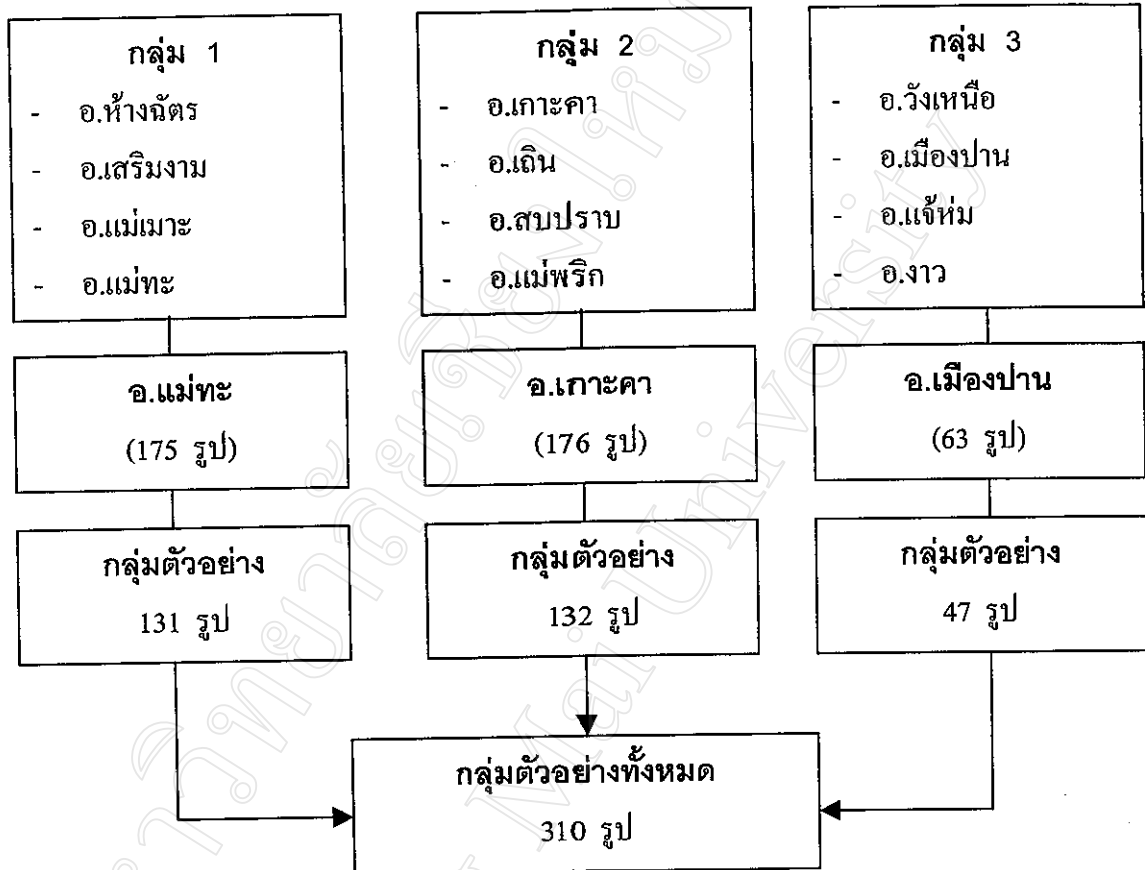 กลุ่ม 1
- อ.ห้างฉัตร
- อ.เสริมงาม
- อ.แม่เมาะ
- อ.แม่ทะ
กลุ่ม 2
- อ.เกาะคา
- อ.เถิน
- อ.สบปราบ
- อ.แม่พริก
กลุ่ม 3
- อ.วังเหนือ
- อ.เมืองปาน
- อ.แจ้ห่ม
- อ.งาว
อ.แม่ทะ
(175 รูป)
อ.เกาะคา
(176 รูป)
อ.เมืองปาน
(63 รูป)
กลุ่มตัวอย่าง
131 รูป
กลุ่มตัวอย่าง
132 รูป
กลุ่มตัวอย่าง
47 รูป
กลุ่มตัวอย่างทั้งหมด
310 รูป
Mai University